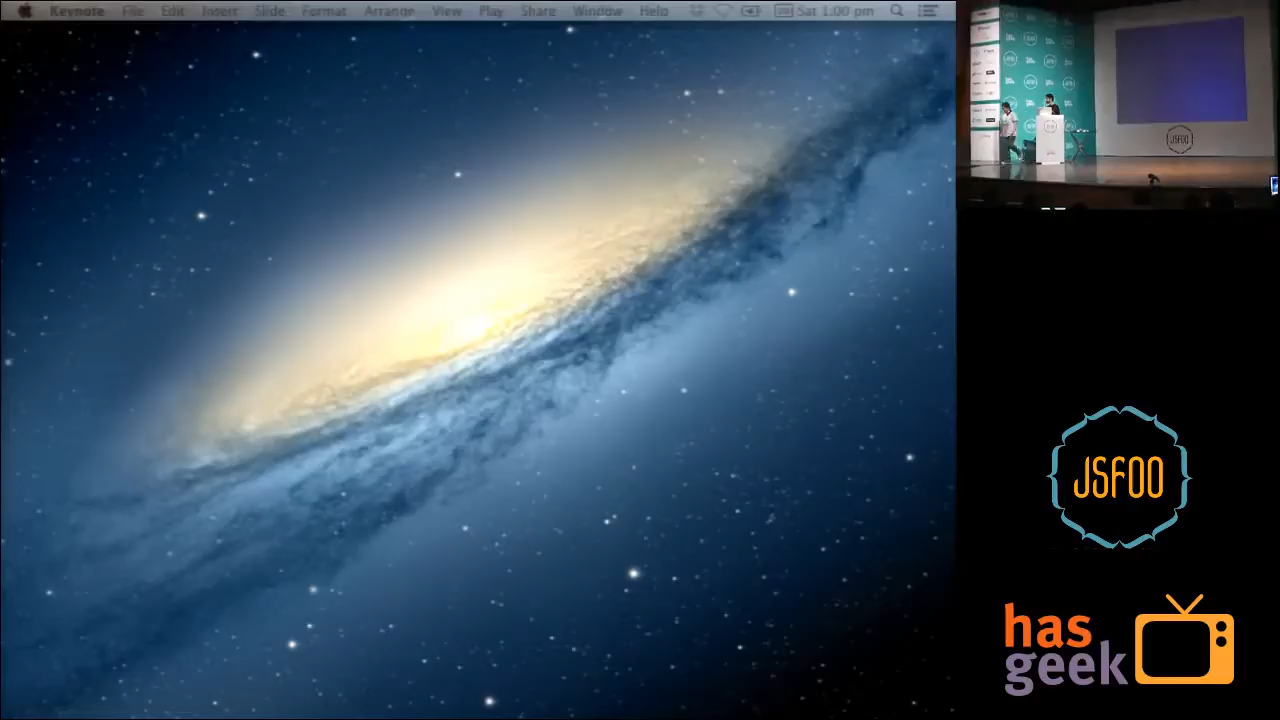 Keynote File Edit Insert Slide Format Arrange View Play Share Window Help Sat 1:00 pm
JSFOO
JSFOO
has
geek